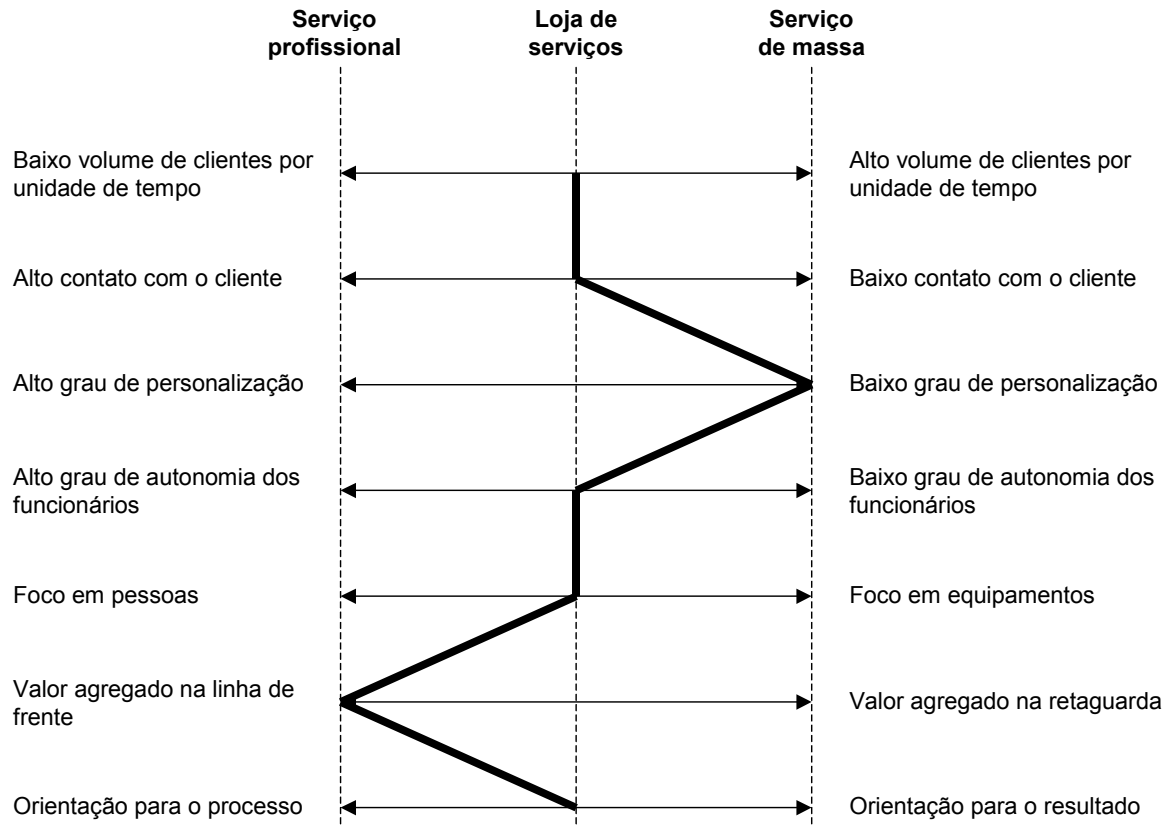 Serviço
profissional
Loja de
serviços
Serviço
de massa
Baixo volume de clientes por
unidade de tempo
Alto volume de clientes por
unidade de tempo
Alto contato com o cliente
Baixo contato com o cliente
Alto grau de personalização
Baixo grau de personalização
Alto grau de autonomia dos
funcionários
Baixo grau de autonomia dos
funcionários
Foco em pessoas
Foco em equipamentos
Valor agregado na linha de
frente
Valor agregado na retaguarda
Orientação para o processo
Orientação para o resultado